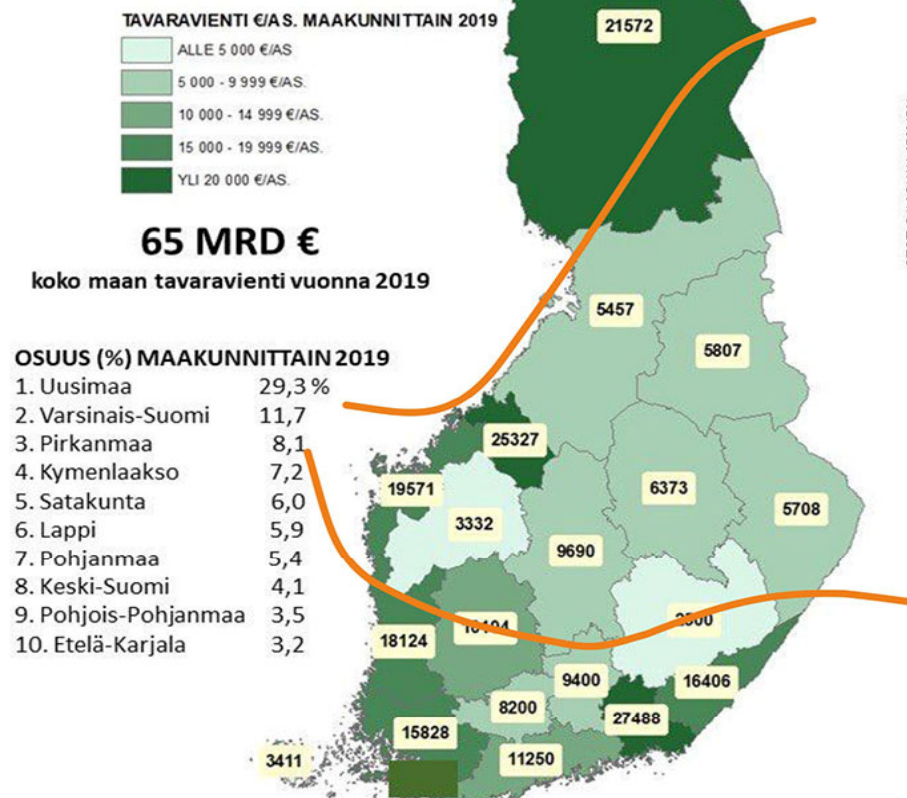 TAVARAVIENTI €/AS. MAAKUNNITTAIN 2019
ALLE 5 000 €/AS
5 000 - 9 999 €/AS.
10 000 - 14 999 €/AS.
15 000 - 19 999 €/AS.
YLI 20 000 €/AS.
65 MRD €
koko maan tavaravienti vuonna 2019
OSUUS (%) MAAKUNNITTAIN 2019
1. Uusimaa 29,3 %
2. Varsinais-Suomi 11,7
3. Pirkanmaa 8,1
4. Kymenlaakso 7,2
5. Satakunta 6,0
6. Lappi 5,9
7. Pohjanmaa 5,4
8. Keski-Suomi 4,1
9. Pohjois-Pohjanmaa 3,5
10. Etelä-Karjala 3,2
21572
5457
5807
25327
19571
3332
6373
5708
9690
18124
9400
16406
8200
27488
15828
11250
3411